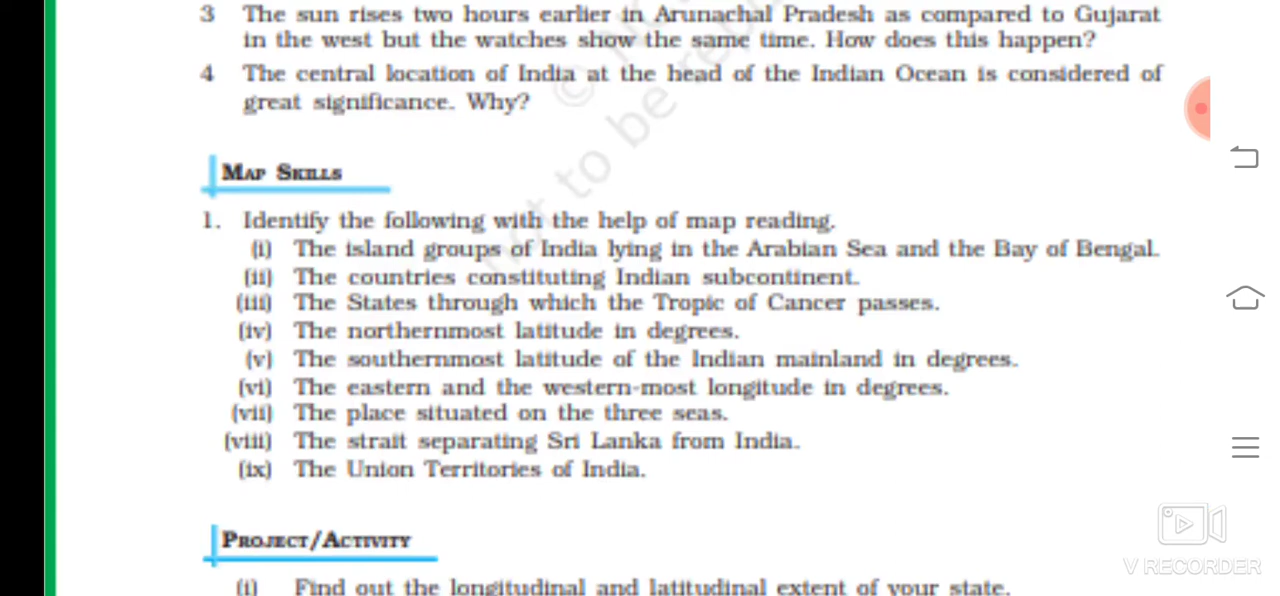 3 The sun rises two hours earlier in Arunachal Pradesh as compared to Gujarat
in the west but the watches show the same time. How does this happen?
4 The central location of India at the head of the Indian Ocean is considered of
great significance. Why?
MAP SKILLS
1. Identify the following with the help of map reading.
(i) The island groups of India lying in the Arabian Sea and the Bay of Bengal.
(ii) The countries constituting Indian subcontinent.
(iii) The States through which the Tropic of Cancer passes.
(iv) The northernmost latitude in degrees.
(v) The southernmost latitude of the Indian mainland in degrees.
(vi) The eastern and the western-most longitude in degrees.
(vii) The place situated on the three seas.
(viii) The strait separating Sri Lanka from India.
(ix) The Union Territories of India.
PROJECT/ACTIVITY
(i) Find out the longitudinal and latitudinal extent of your state.
not to be rep
V RECORDER